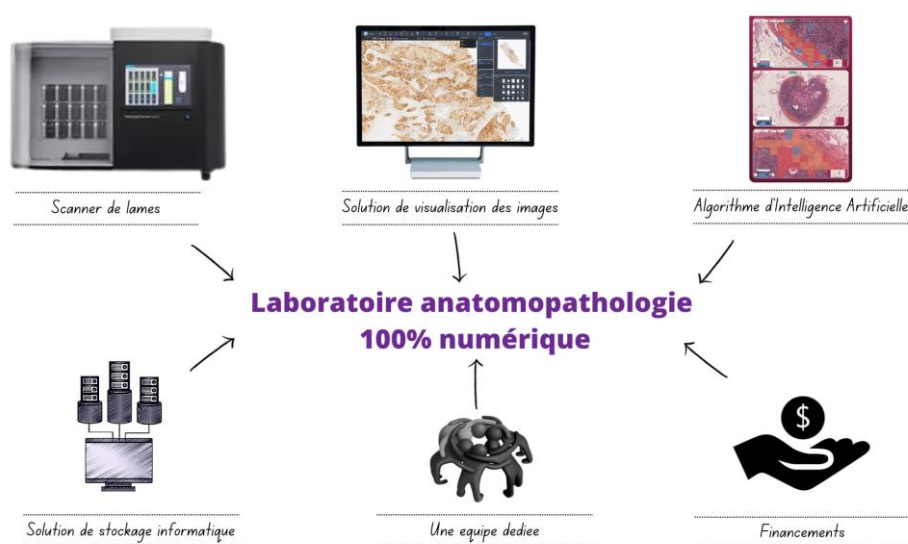 Scanner de lames
Solution de visualisation des images
Algorithme d'Intelligence Artificielle
Laboratoire anatomopathologie
100% numérique
$
Solution de stockage informatique
Une equipe dediee
Financements